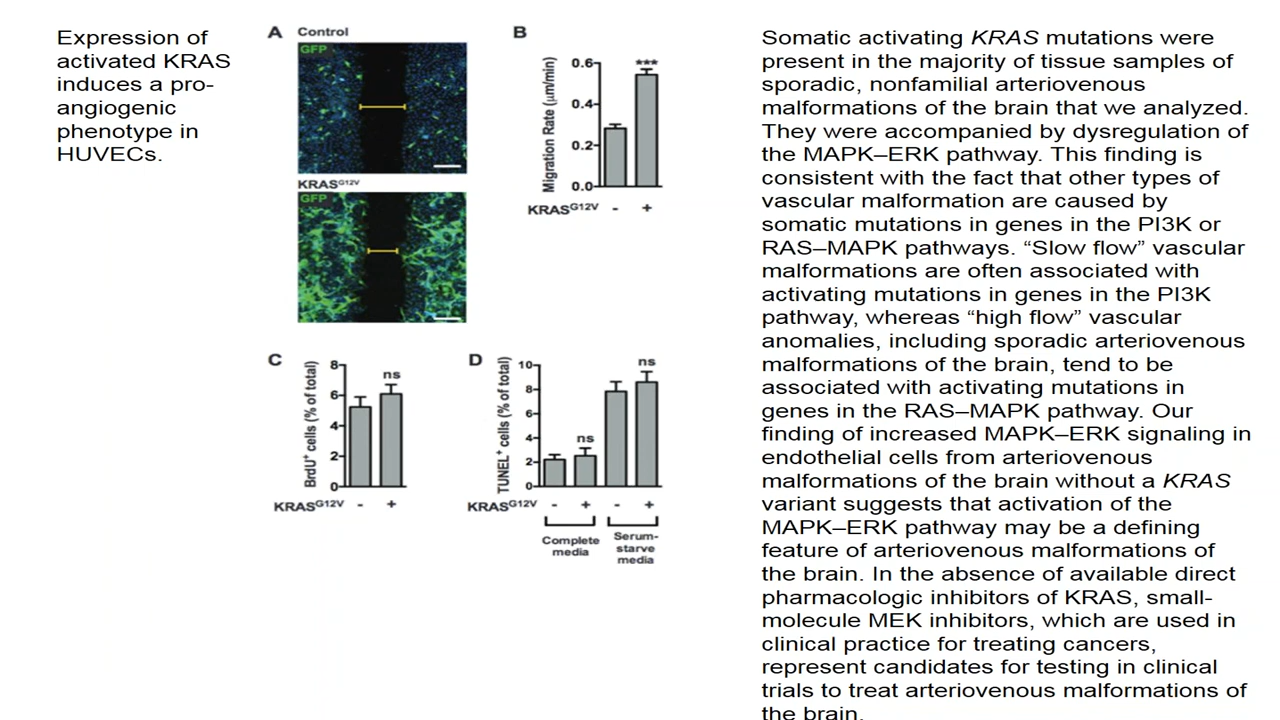 Expression of
activated KRAS
induces a pro-
angiogenic
phenotype in
HUVECs.
A Control
GFP
KRASG12V
GFP
B
Migration Rate (μm/min)
0.6
0.4
0.2
0.0
***
KRASG12V - +
C
BrdU+ cells (% of total)
8
6
4
2
0
ns
KRASG12V - +
D
TUNEL+ cells (% of total)
10
8
6
4
2
0
ns
ns
KRASG12V - + - +
Complete
media
Serum-
starve
media
Somatic activating KRAS mutations were
present in the majority of tissue samples of
sporadic, nonfamilial arteriovenous
malformations of the brain that we analyzed.
They were accompanied by dysregulation of
the MAPK–ERK pathway. This finding is
consistent with the fact that other types of
vascular malformation are caused by
somatic mutations in genes in the PI3K or
RAS–MAPK pathways. “Slow flow” vascular
malformations are often associated with
activating mutations in genes in the PI3K
pathway, whereas “high flow” vascular
anomalies, including sporadic arteriovenous
malformations of the brain, tend to be
associated with activating mutations in
genes in the RAS–MAPK pathway. Our
finding of increased MAPK–ERK signaling in
endothelial cells from arteriovenous
malformations of the brain without a KRAS
variant suggests that activation of the
MAPK–ERK pathway may be a defining
feature of arteriovenous malformations of
the brain. In the absence of available direct
pharmacologic inhibitors of KRAS, small-
molecule MEK inhibitors, which are used in
clinical practice for treating cancers,
represent candidates for testing in clinical
trials to treat arteriovenous malformations of
the brain.